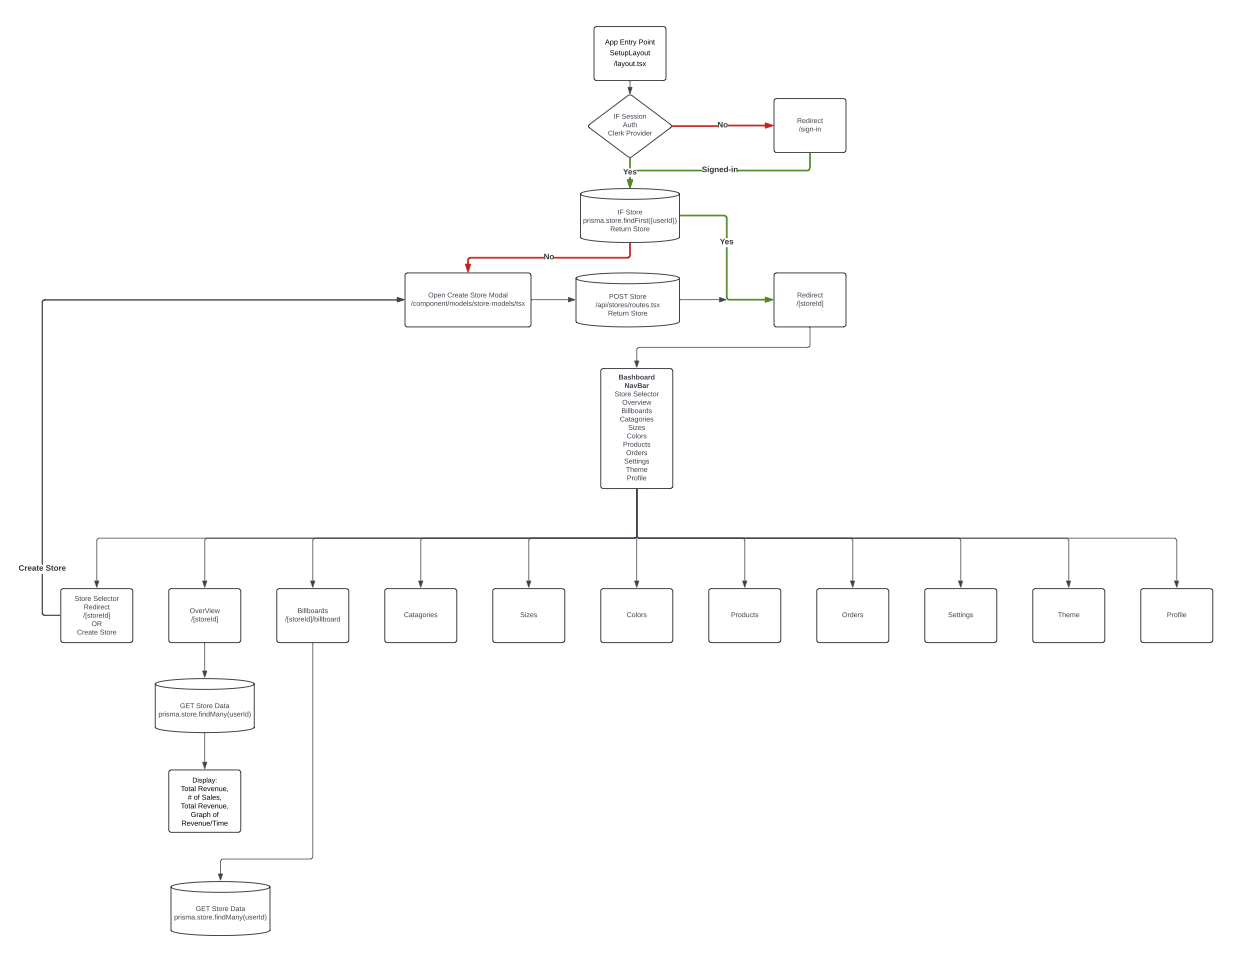 App Entry Point
SetupLayout
/layout.tsx
IF Session
Auth
Clerk Provider
No
Redirect
/sign-in
Signed-in
Yes
IF Store
prisma.store.findFirst({userId})
Return Store
Yes
No
Open Create Store Modal
/component/models/store-models/tsx
POST Store
/api/stores/routes.tsx
Return Store
Redirect
/[storeId]
Bashboard
NavBar
Store Selector
Overview
Billboards
Catagories
Sizes
Colors
Products
Orders
Settings
Theme
Profile
Create Store
Store Selector
Redirect
/[storeId]
OR
Create Store
OverView
/[storeId]
Billboards
/[storeId]/billboard
Catagories
Sizes
Colors
Products
Orders
Settings
Theme
Profile
GET Store Data
prisma.store.findMany(userId)
Display:
Total Revenue,
# of Sales,
Total Revenue,
Graph of
Revenue/Time
GET Store Data
prisma.store.findMany(userId)